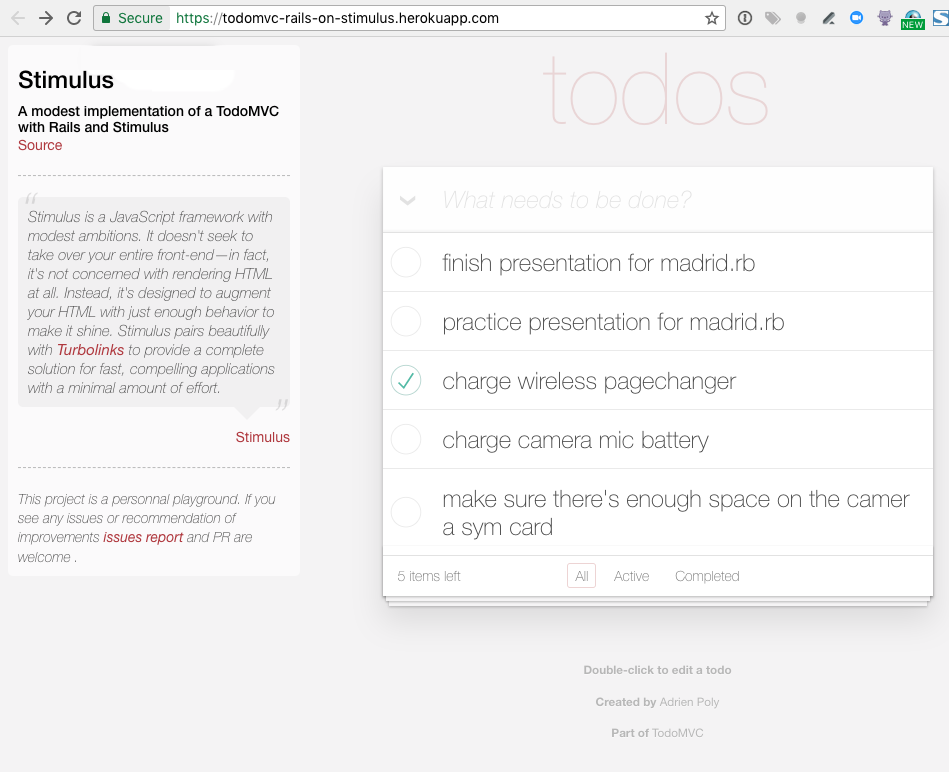 Secure https://todomvc-rails-on-stimulus.herokuapp.com
NEW
Stimulus
A modest implementation of a TodoMVC
with Rails and Stimulus
Source
“
Stimulus is a JavaScript framework with
modest ambitions. It doesn't seek to
take over your entire front-end—in fact,
it's not concerned with rendering HTML
at all. Instead, it's designed to augment
your HTML with just enough behavior to
make it shine. Stimulus pairs beautifully
with Turbolinks to provide a complete
solution for fast, compelling applications
with a minimal amount of effort.
”
Stimulus
This project is a personnal playground. If you
see any issues or recommendation of
improvements issues report and PR are
welcome .
todos
What needs to be done?
finish presentation for madrid.rb
practice presentation for madrid.rb
charge wireless pagechanger
charge camera mic battery
make sure there's enough space on the camer
a sym card
5 items left All Active Completed
Double-click to edit a todo
Created by Adrien Poly
Part of TodoMVC